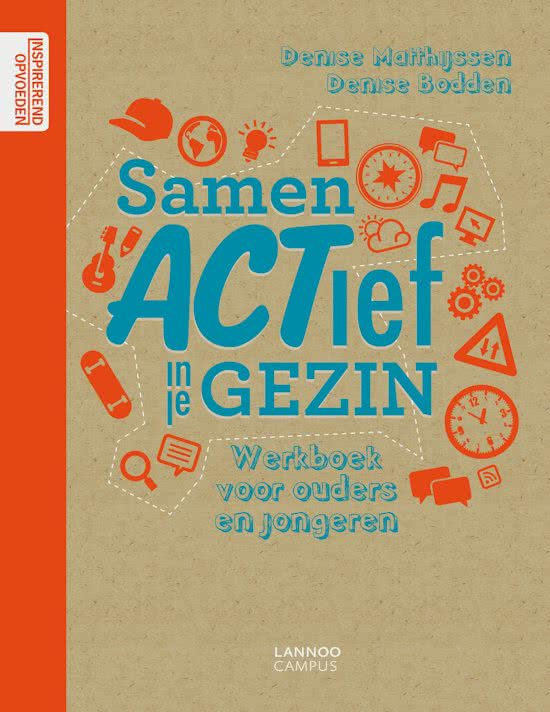 INSPIREREND
OPVOEDEN
Denise Matthijssen
Denise Bodden
Samen
ACTief
in
je
GEZIN
Werkboek
voor ouders
en jongeren
LANNOO
CAMPUS